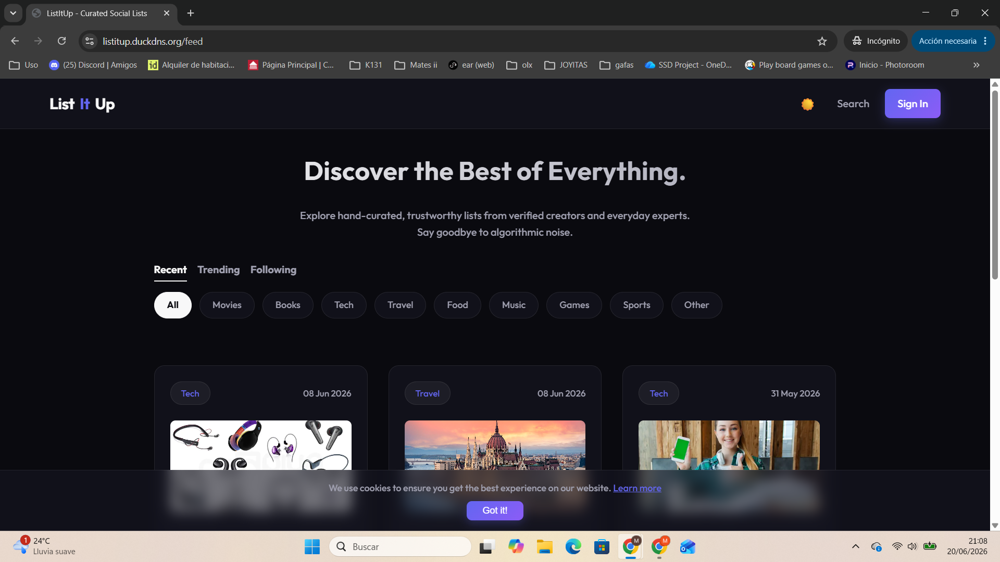 ListItUp - Curated Social Lists
listitup.duckdns.org/feed
Incógnito
Acción necesaria
Uso
(25) Discord | Amigos
Alquiler de habitaci...
Página Principal | C...
K131
Mates ii
ear (web)
olx
JOYITAS
gafas
SSD Project - OneD...
Play board games o...
Inicio - Photoroom
List It Up
Search
Sign In
Discover the Best of Everything.
Explore hand-curated, trustworthy lists from verified creators and everyday experts.
Say goodbye to algorithmic noise.
Recent
Trending
Following
All
Movies
Books
Tech
Travel
Food
Music
Games
Sports
Other
Tech
08 Jun 2026
Travel
08 Jun 2026
Tech
31 May 2026
We use cookies to ensure you get the best experience on our website. Learn more
Got it!
1
24°C
Lluvia suave
Buscar
M
M
21:08
20/06/2026